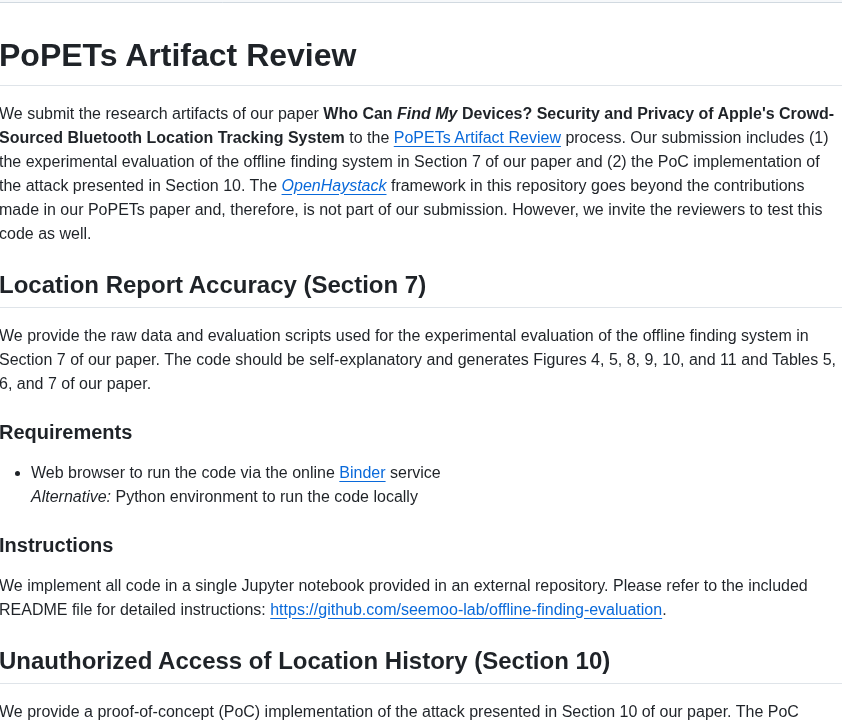 PoPETs Artifact Review
We submit the research artifacts of our paper Who Can Find My Devices? Security and Privacy of Apple's Crowd-
Sourced Bluetooth Location Tracking System to the PoPETs Artifact Review process. Our submission includes (1)
the experimental evaluation of the offline finding system in Section 7 of our paper and (2) the PoC implementation of
the attack presented in Section 10. The OpenHaystack framework in this repository goes beyond the contributions
made in our PoPETs paper and, therefore, is not part of our submission. However, we invite the reviewers to test this
code as well.
Location Report Accuracy (Section 7)
We provide the raw data and evaluation scripts used for the experimental evaluation of the offline finding system in
Section 7 of our paper. The code should be self-explanatory and generates Figures 4, 5, 8, 9, 10, and 11 and Tables 5,
6, and 7 of our paper.
Requirements
• Web browser to run the code via the online Binder service
Alternative: Python environment to run the code locally
Instructions
We implement all code in a single Jupyter notebook provided in an external repository. Please refer to the included
README file for detailed instructions: https://github.com/seemoo-lab/offline-finding-evaluation.
Unauthorized Access of Location History (Section 10)
We provide a proof-of-concept (PoC) implementation of the attack presented in Section 10 of our paper. The PoC